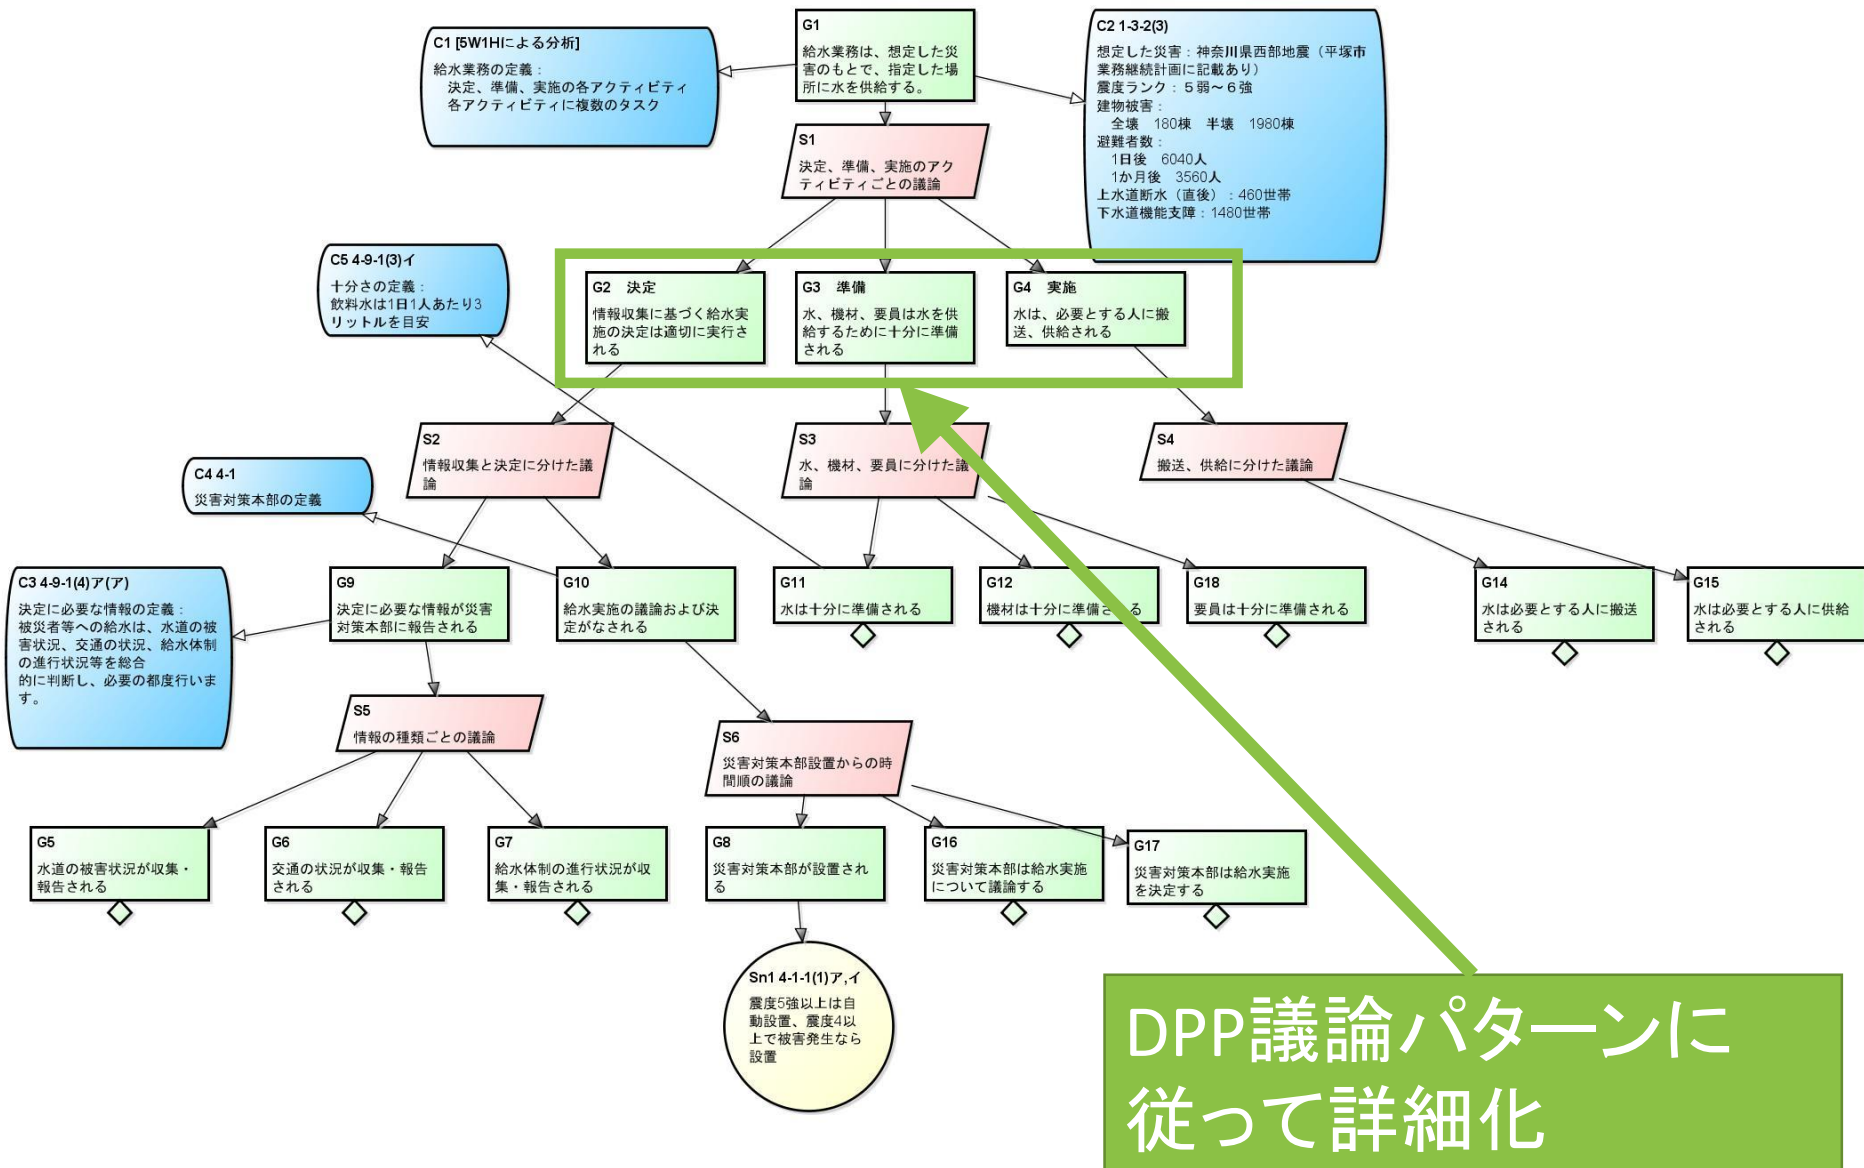 G1
給水業務は、想定した災
害のもとで、指定した場
所に水を供給する。
C1 [5W1Hによる分析]
給水業務の定義：
決定、準備、実施の各アクティビティ
各アクティビティに複数のタスク
C2 1-3-2(3)
想定した災害：神奈川県西部地震（平塚市
業務継続計画に記載あり）
震度ランク：５弱～６強
建物被害：
全壊　180棟　半壊　1980棟
避難者数：
1日後　6040人
1か月後　3560人
上水道断水（直後）：460世帯
下水道機能支障：1480世帯
S1
決定、準備、実施のアク
ティビティごとの議論
C5 4-9-1(3)イ
十分さの定義：
飲料水は1日1人あたり3
リットルを目安
G2　決定
情報収集に基づく給水実
施の決定は適切に実行さ
れる
G3　準備
水、機材、要員は水を供
給するために十分に準備
される
G4　実施
水は、必要とする人に搬
送、供給される
S2
情報収集と決定に分けた議
論
S3
水、機材、要員に分けた議
論
S4
搬送、供給に分けた議論
C4 4-1
災害対策本部の定義
C3 4-9-1(4)ア(ア)
決定に必要な情報の定義：
被災者等への給水は、水道の被
害状況、交通の状況、給水体制
の進行状況等を総合
的に判断し、必要の都度行いま
す。
G9
決定に必要な情報が災害
対策本部に報告される
G10
給水実施の議論および決
定がなされる
G11
水は十分に準備される
G12
機材は十分に準備される
G18
要員は十分に準備される
G14
水は必要とする人に搬送
される
G15
水は必要とする人に供給
される
S5
情報の種類ごとの議論
S6
災害対策本部設置からの時
間順の議論
G5
水道の被害状況が収集・
報告される
G6
交通の状況が収集・報告
される
G7
給水体制の進行状況が収
集・報告される
G8
災害対策本部が設置され
る
G16
災害対策本部は給水実施
について議論する
G17
災害対策本部は給水実施
を決定する
Sn1 4-1-1(1)ア,イ
震度5強以上は自
動設置、震度4以
上で被害発生なら
設置
DPP議論パターンに
従って詳細化